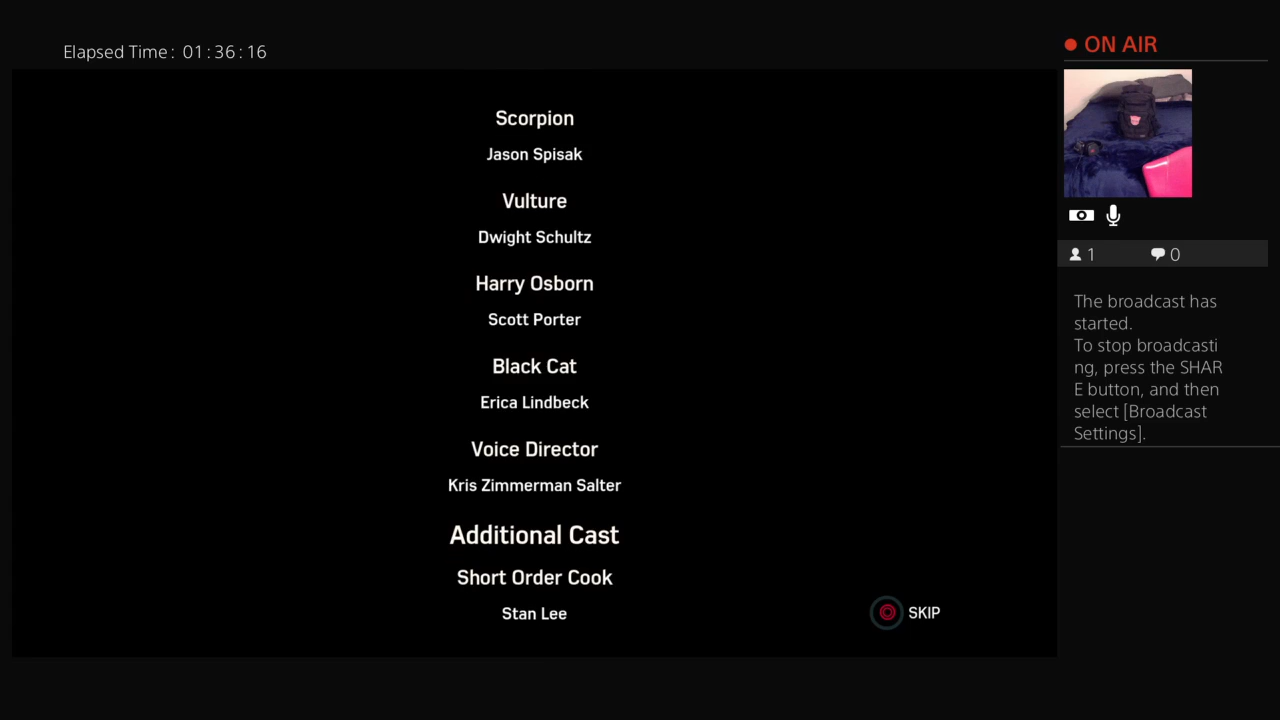 Elapsed Time: 01:36:16
ON AIR
Scorpion
Jason Spisak
Vulture
Dwight Schultz
Harry Osborn
Scott Porter
Black Cat
Erica Lindbeck
Voice Director
Kris Zimmerman Salter
Additional Cast
Short Order Cook
Stan Lee
SKIP
1
0
The broadcast has
started.
To stop broadcasti
ng, press the SHAR
E button, and then
select [Broadcast
Settings].